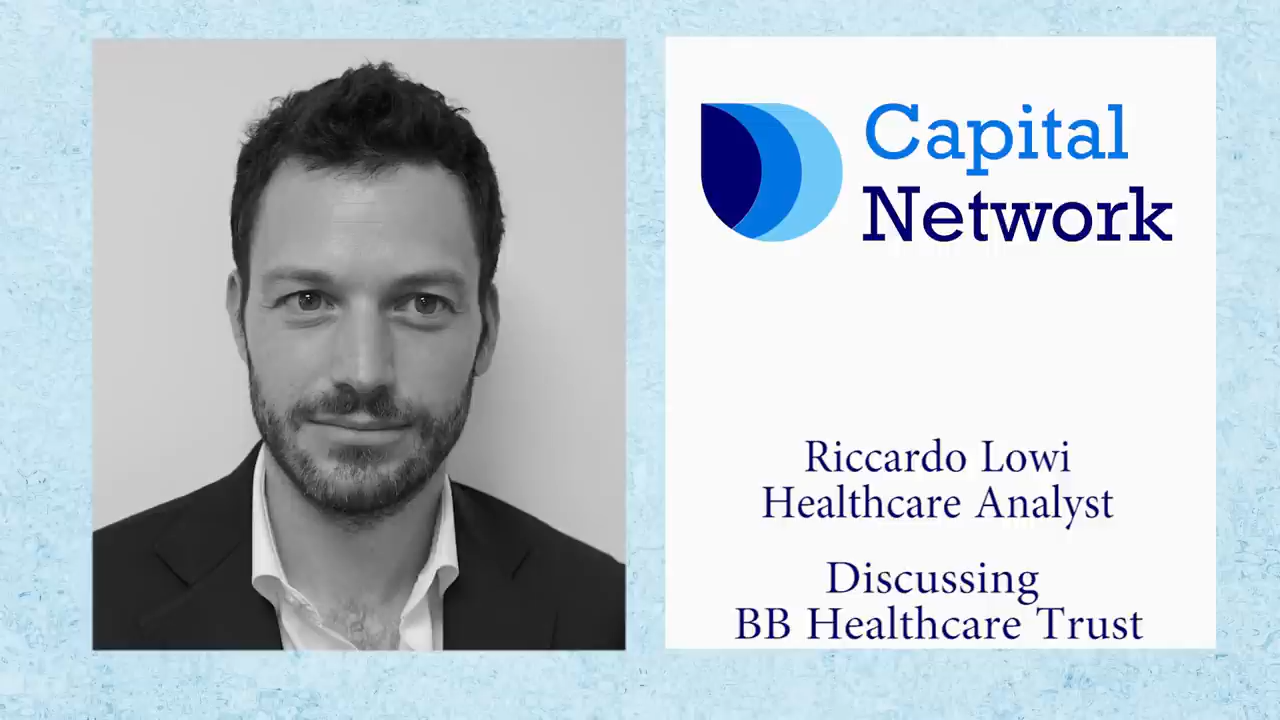 Capital
Network
Riccardo Lowi
Healthcare Analyst
Discussing
BB Healthcare Trust